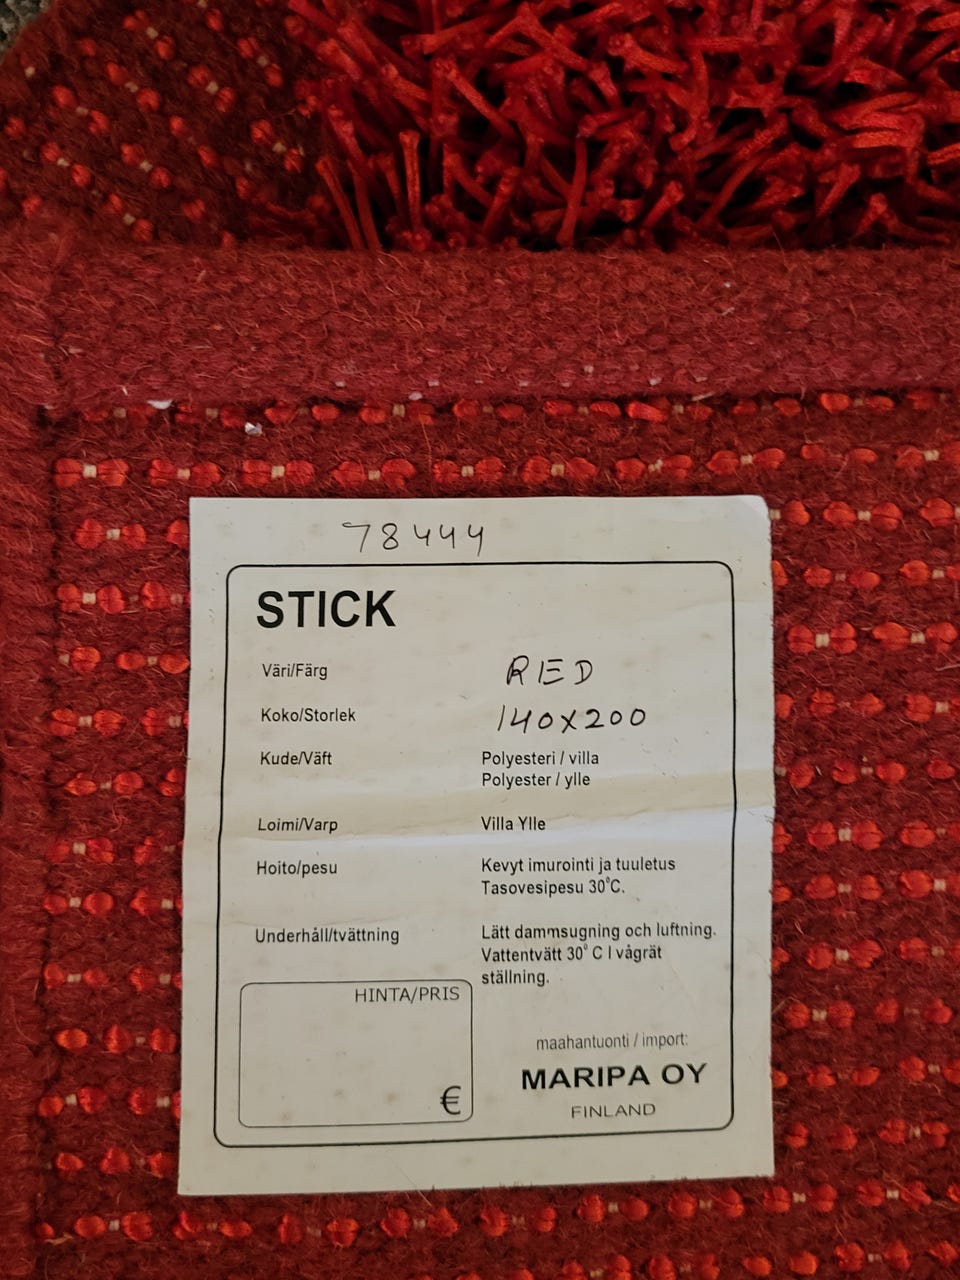 78444
STICK
Väri/Färg RED
Koko/Storlek 140x200
Kude/Väft Polyesteri / villa
Polyester / ylle
Loimi/Varp Villa Ylle
Hoito/pesu Kevyt imurointi ja tuuletus
Tasovesipesu 30°C.
Underhåll/tvättning Lätt dammsugning och luftning.
Vattentvätt 30° C I vågrät
ställning.
HINTA/PRIS
€
maahantuonti / import:
MARIPA OY
FINLAND